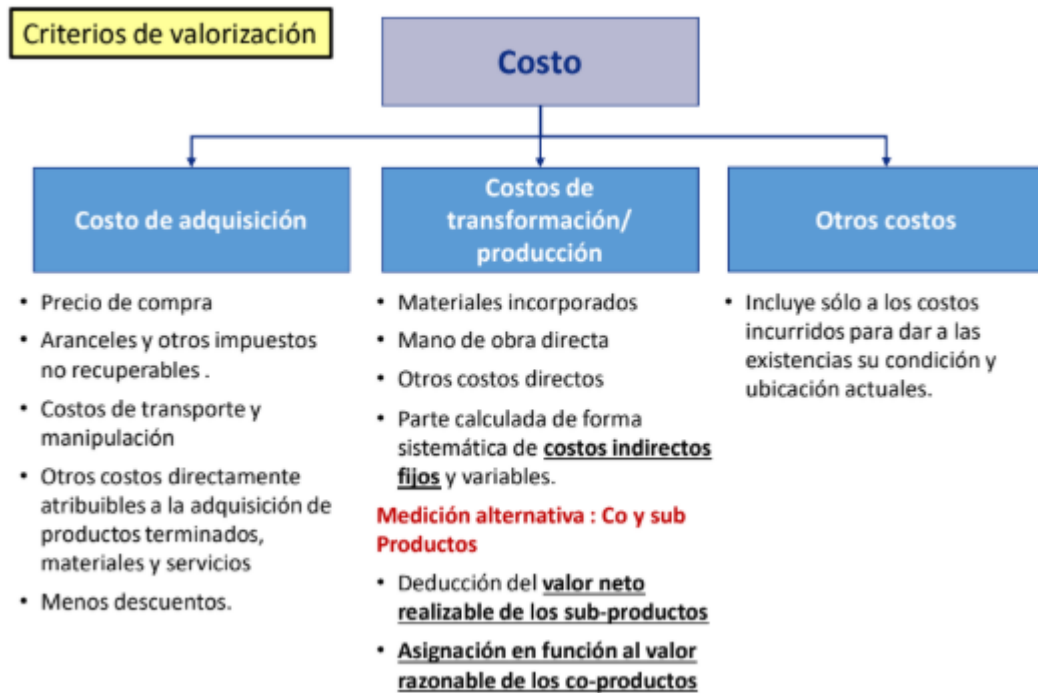 Criterios de valorización
Costo
Costo de adquisición
• Precio de compra
• Aranceles y otros impuestos
no recuperables .
• Costos de transporte y
manipulación
• Otros costos directamente
atribuibles a la adquisición de
productos terminados,
materiales y servicios
• Menos descuentos.
Costos de
transformación/
producción
• Materiales incorporados
• Mano de obra directa
• Otros costos directos
• Parte calculada de forma
sistemática de costos indirectos
fijos y variables.
Medición alternativa : Co y sub
Productos
• Deducción del valor neto
realizable de los sub-productos
• Asignación en función al valor
razonable de los co-productos
Otros costos
• Incluye sólo a los costos
incurridos para dar a las
existencias su condición y
ubicación actuales.